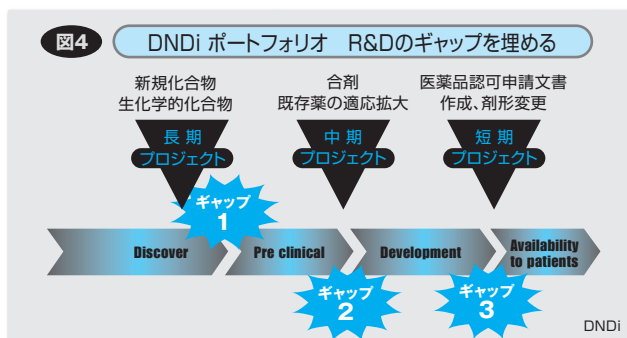 図4
DNDi ポートフォリオ R&Dのギャップを埋める
新規化合物
生化学的化合物
長期
プロジェクト
合剤
既存薬の適応拡大
中期
プロジェクト
医薬品認可申請文書
作成、剤形変更
短期
プロジェクト
ギャップ
1
Discover
Pre clinical
Development
Availability
to patients
ギャップ
2
ギャップ
3
DNDi